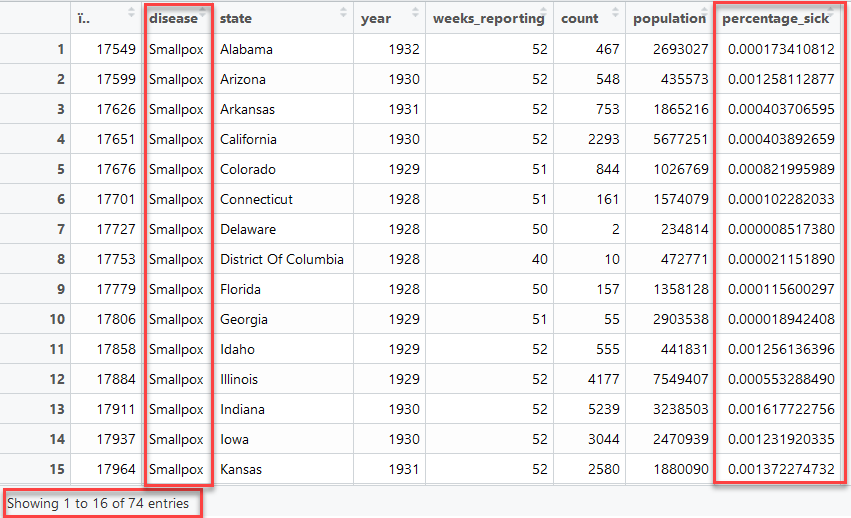 ï.. disease state year weeks_reporting count population percentage_sick
1 17549 Smallpox Alabama 1932 52 467 2693027 0.000173410812
2 17599 Smallpox Arizona 1930 52 548 435573 0.001258112877
3 17626 Smallpox Arkansas 1931 52 753 1865216 0.000403706595
4 17651 Smallpox California 1930 52 2293 5677251 0.000403892659
5 17676 Smallpox Colorado 1929 51 844 1026769 0.000821995989
6 17701 Smallpox Connecticut 1928 51 161 1574079 0.000102282033
7 17727 Smallpox Delaware 1928 50 2 234814 0.000008517380
8 17753 Smallpox District Of Columbia 1928 40 10 472771 0.000021151890
9 17779 Smallpox Florida 1928 50 157 1358128 0.000115600297
10 17806 Smallpox Georgia 1929 51 55 2903538 0.000018942408
11 17858 Smallpox Idaho 1929 52 555 441831 0.001256136396
12 17884 Smallpox Illinois 1929 52 4177 7549407 0.000553288490
13 17911 Smallpox Indiana 1930 52 5239 3238503 0.001617722756
14 17937 Smallpox Iowa 1930 52 3044 2470939 0.001231920335
15 17964 Smallpox Kansas 1931 52 2580 1880090 0.001372274732
Showing 1 to 16 of 74 entries